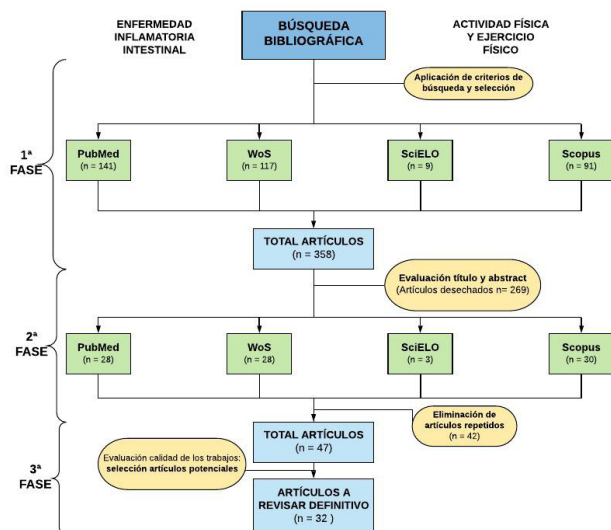 ENFERMEDAD
INFLAMATORIA
INTESTINAL
BÚSQUEDA
BIBLIOGRÁFICA
ACTIVIDAD FÍSICA
Y EJERCICIO
FÍSICO
Aplicación de criterios de
búsqueda y selección
1ª
FASE
PubMed
(n = 141)
WoS
(n = 117)
SciELO
(n = 9)
Scopus
(n = 91)
TOTAL ARTÍCULOS
(n = 358)
Evaluación título y abstract
(Artículos desechados n= 269)
2ª
FASE
PubMed
(n = 28)
WoS
(n = 28)
SciELO
(n = 3)
Scopus
(n = 30)
Eliminación de
artículos repetidos
(n = 42)
TOTAL ARTÍCULOS
(n = 47)
Evaluación calidad de los trabajos:
selección artículos potenciales
3ª
FASE
ARTÍCULOS A
REVISAR DEFINITIVO
(n = 32 )